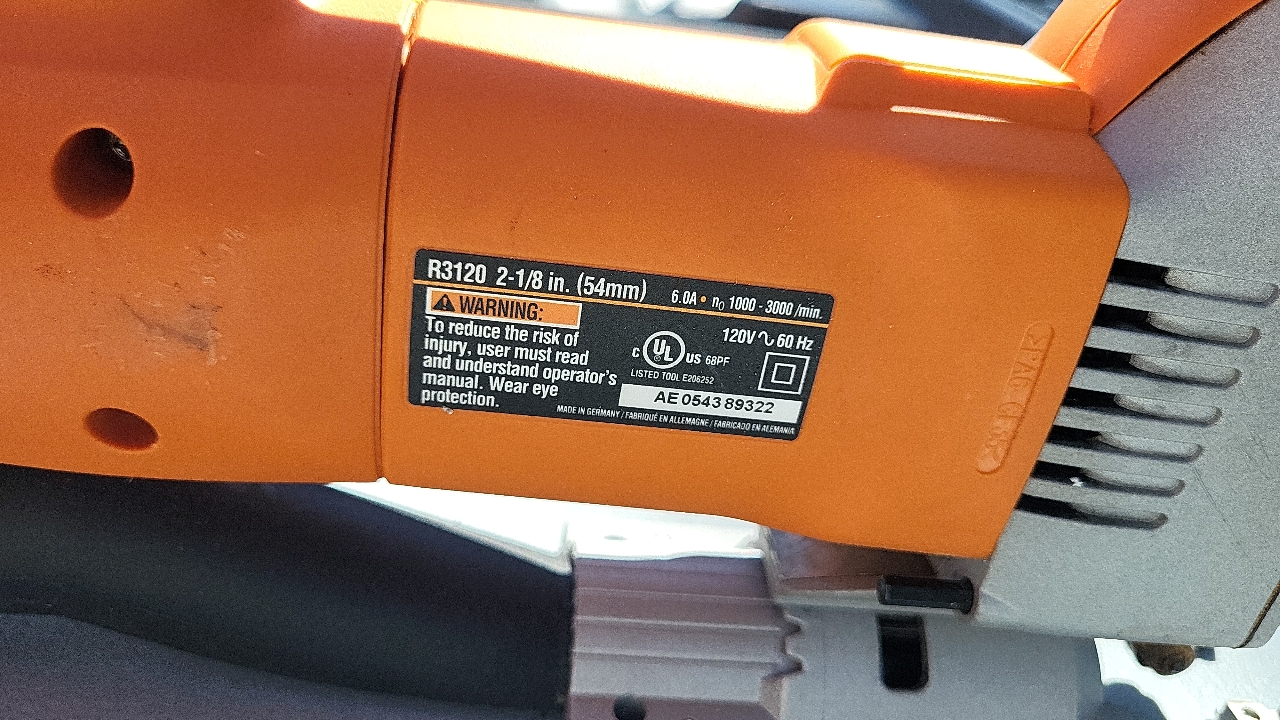 R3120 2-1/8 in. (54mm) 6.0A • n₀ 1000 - 3000 /min.
WARNING:
To reduce the risk of
injury, user must read
and understand operator's
manual. Wear eye
protection.
120V ∿ 60 Hz
C UL US 68PF
LISTED TOOL E206252
AE 0543 89322
MADE IN GERMANY / FABRIQUÉ EN ALLEMAGNE / FABRICADO EN ALEMANIA